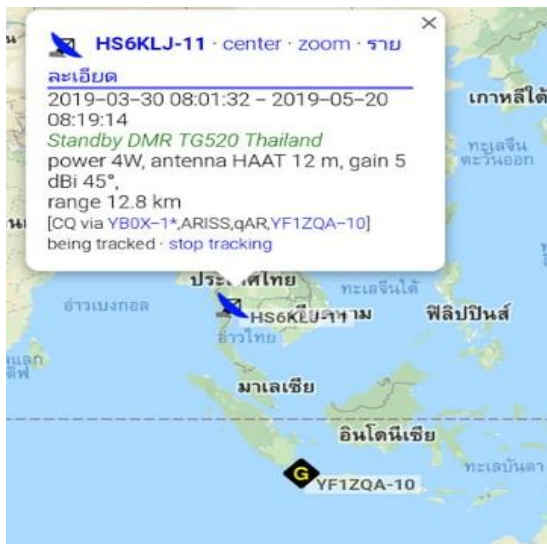 HS6KLJ-11 · center · zoom · ราย
ละเอียด
2019-03-30 08:01:32 – 2019-05-20
08:19:14
Standby DMR TG520 Thailand
power 4W, antenna HAAT 12 m, gain 5
dBi 45°,
range 12.8 km
[CQ via YB0X-1*,ARISS,qAR,YF1ZQA-10]
being tracked · stop tracking
เกาหลีใต้
ทะเลจีน
ตะวันออก
ทะเลจีนใต้
อ่าวเบงกอล
HS6KLJ-11
ฟิลิปปินส์
อ่าวไทย
มาเลเซีย
อินโดนีเซีย
ทะเลบันดา
G
YF1ZQA-10